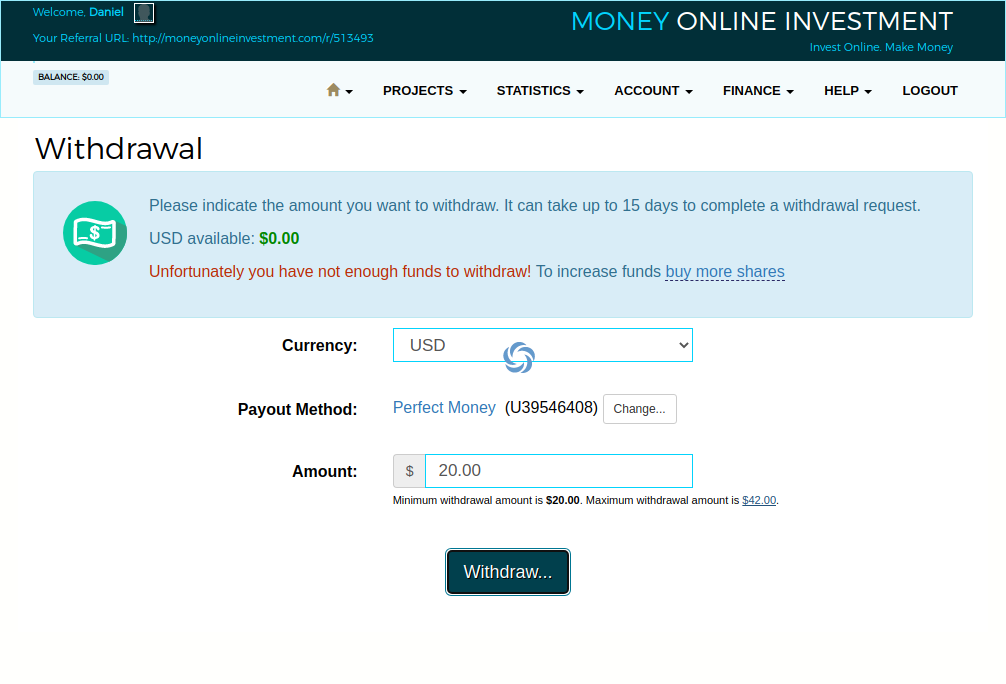 Welcome, Daniel
Your Referral URL: http://moneyonlineinvestment.com/r/513493
MONEY ONLINE INVESTMENT
Invest Online. Make Money
BALANCE: $0.00
PROJECTS STATISTICS ACCOUNT FINANCE HELP LOGOUT
Withdrawal
Please indicate the amount you want to withdraw. It can take up to 15 days to complete a withdrawal request.
USD available: $0.00
Unfortunately you have not enough funds to withdraw! To increase funds buy more shares
Currency: USD
Payout Method: Perfect Money (U39546408) Change...
Amount: $ 20.00
Minimum withdrawal amount is $20.00. Maximum withdrawal amount is $42.00.
Withdraw...